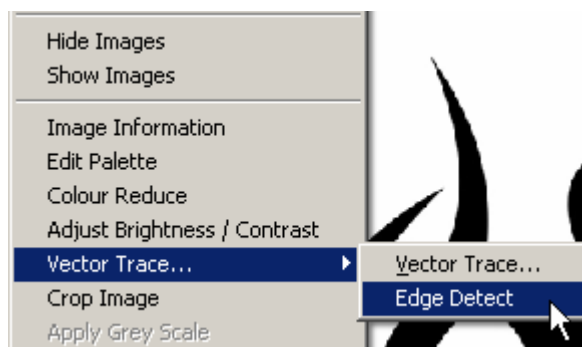 Hide Images
Show Images
Image Information
Edit Palette
Colour Reduce
Adjust Brightness / Contrast
Vector Trace...
Vector Trace...
Crop Image
Edge Detect
Apply Grey Scale